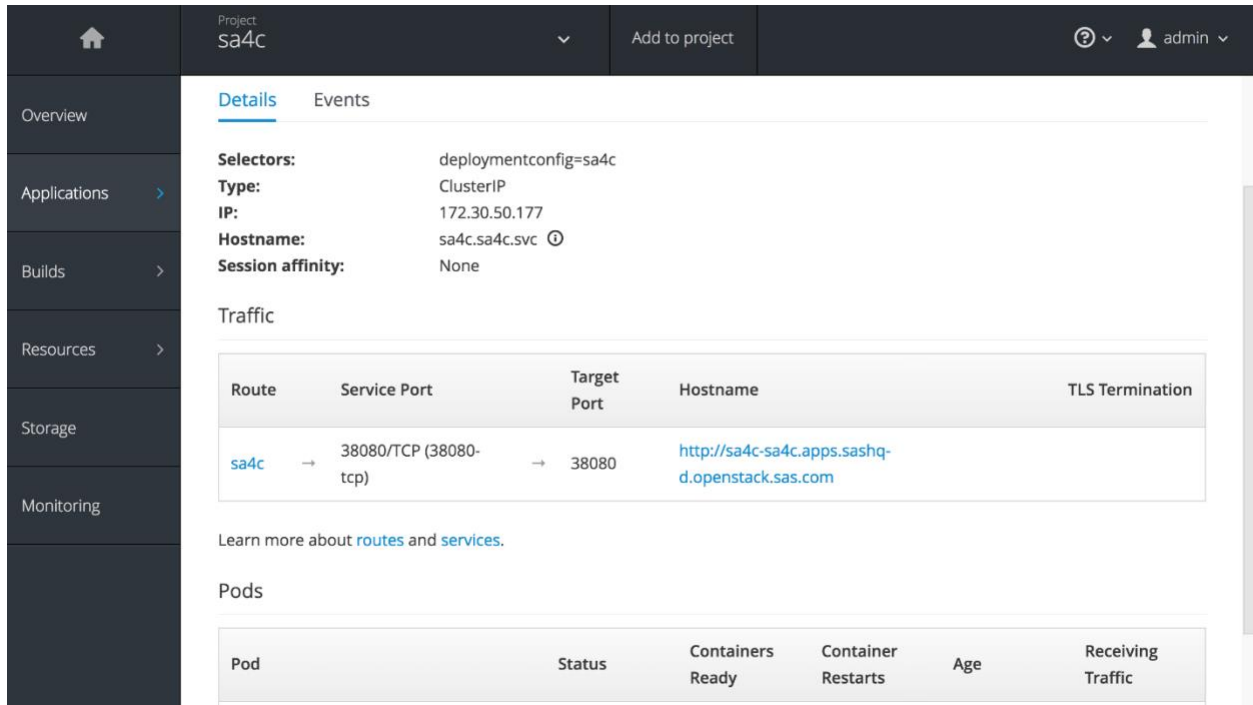 Project
sa4c
Add to project
admin
Overview
Applications
Builds
Resources
Storage
Monitoring
Details Events
Selectors: deploymentconfig=sa4c
Type: ClusterIP
IP: 172.30.50.177
Hostname: sa4c.sa4c.svc
Session affinity: None
Traffic
Route Service Port Target Port Hostname TLS Termination
sa4c → 38080/TCP (38080-tcp) → 38080 http://sa4c-sa4c.apps.sashq-d.openstack.sas.com
Learn more about routes and services.
Pods
Pod Status Containers Ready Container Restarts Age Receiving Traffic